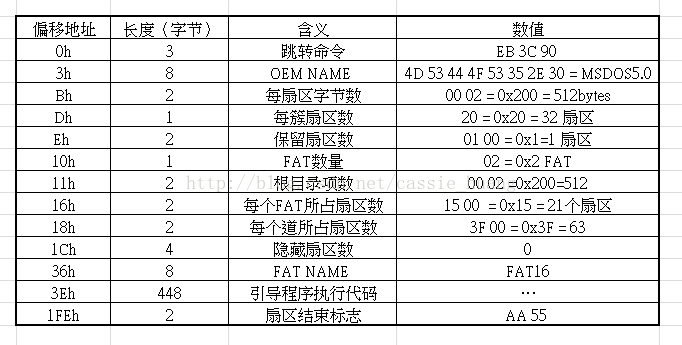 偏移地址 长度（字节） 含义 数值
0h 3 跳转命令 EB 3C 90
3h 8 OEM NAME 4D 53 44 4F 53 35 2E 30 = MSDOS5.0
Bh 2 每扇区字节数 00 02 = 0x200 = 512bytes
Dh 1 每簇扇区数 20 = 0x20 = 32 扇区
Eh 2 保留扇区数 01 00 = 0x1=1 扇区
10h 1 FAT数量 02 = 0x2 FAT
11h 2 根目录项数 00 02 = 0x200=512
16h 2 每个FAT所占扇区数 15 00 = 0x15 = 21个扇区
18h 2 每个道所占扇区数 3F 00 = 0x3F = 63
1Ch 4 隐藏扇区数 0
36h 8 FAT NAME FAT16
3Eh 448 引导程序执行代码 …
1FEh 2 扇区结束标志 AA 55